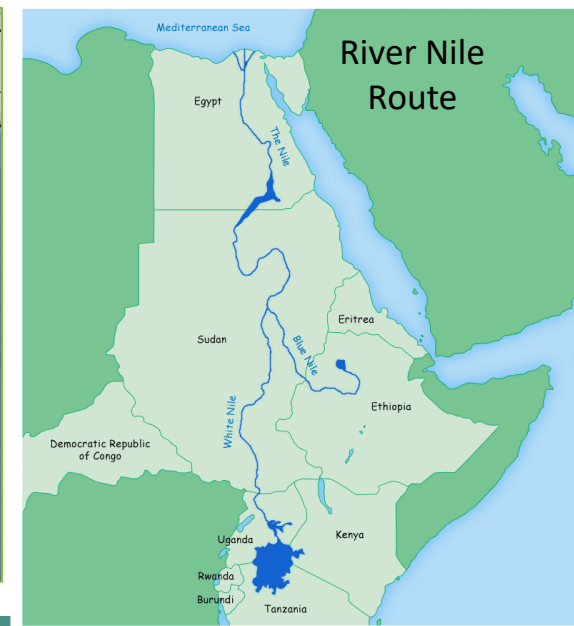 Mediterranean Sea
River Nile
Route
Egypt
The Nile
Eritrea
Sudan
Blue Nile
Ethiopia
White Nile
Democratic Republic
of Congo
Uganda
Kenya
Rwanda
Burundi
Tanzania